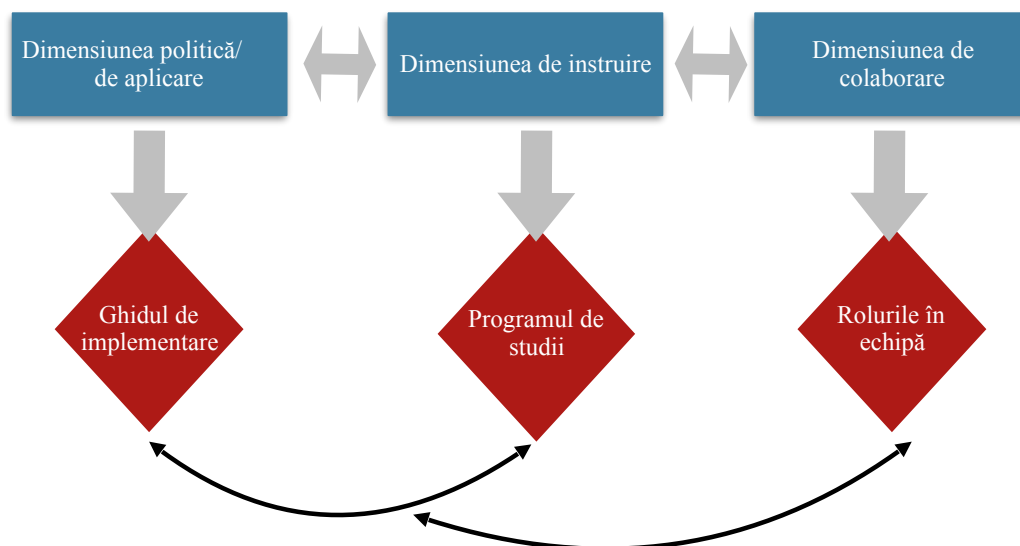 Dimensiunea politică/
de aplicare
Dimensiunea de instruire
Dimensiunea de
colaborare
Ghidul de
implementare
Programul de
studii
Rolurile în
echipă